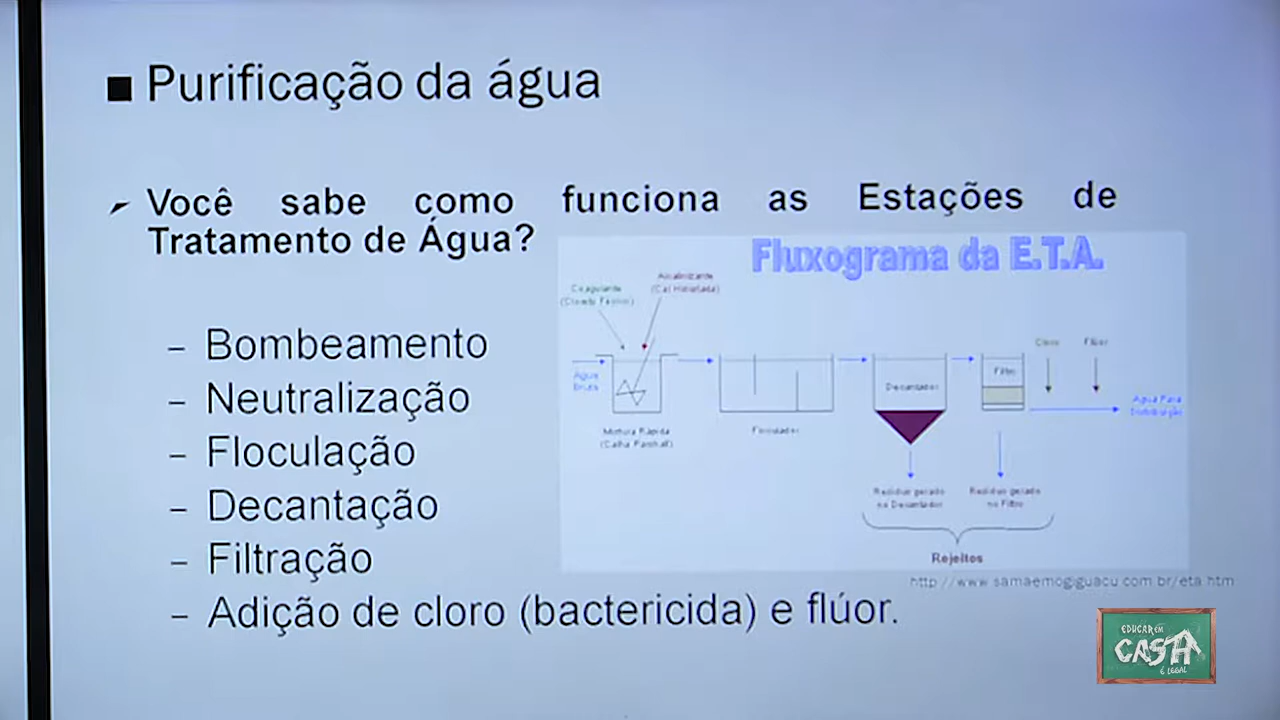 Purificação da água
Você sabe como funciona as Estações de
Tratamento de Água?
Fluxograma da E.T.A.
Coagulante
(Cloreto Férrico)
Alcalinizante
(Cal Hidratada)
Bombeamento
– Neutralização
– Floculação
– Decantação
– Filtração
– Adição de cloro (bactericida) e flúor.
Água
Bruta
Mistura Rápida
(Calha Parshall)
Floculador
Decantador
Filtro
Cloro
Flúor
Água Para
Distribuição
Resíduo gerado
no Decantador
Resíduo gerado
no Filtro
Rejeitos
http://www.samaemogiguacu.com.br/eta.htm
EDUCAR EM
CASA
É LEGAL